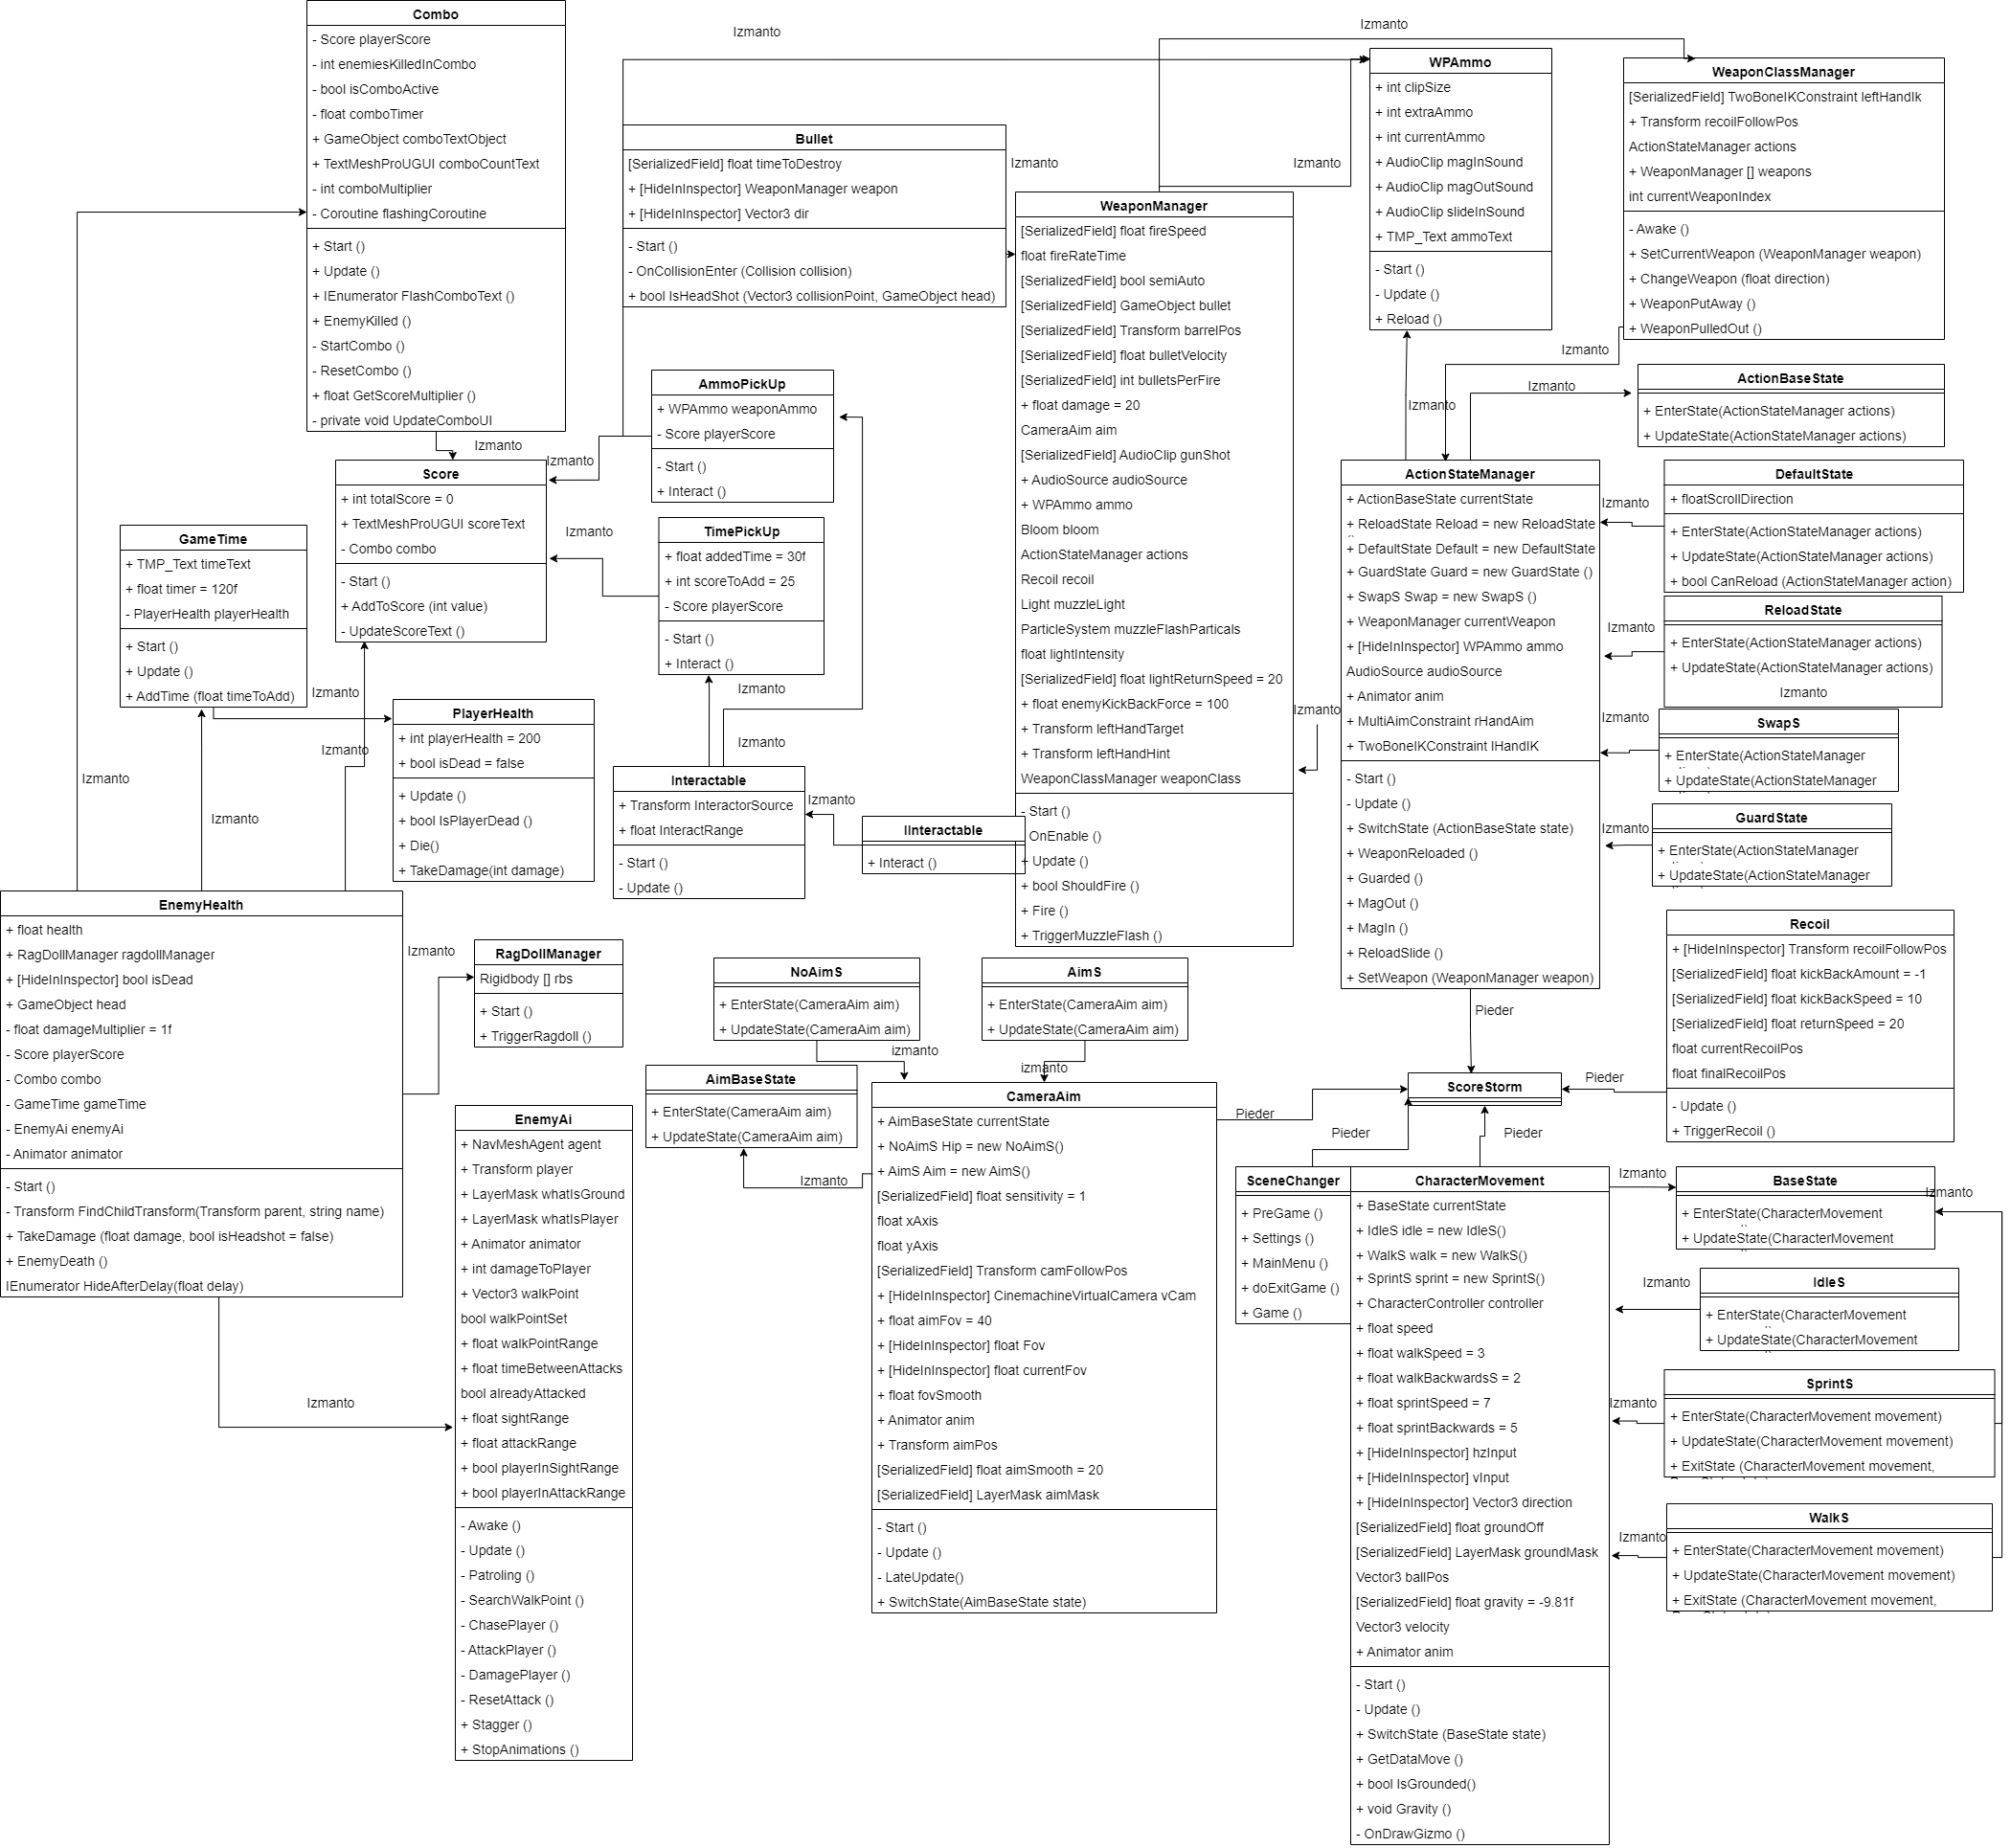 Combo
- Score playerScore
- int enemiesKilledInCombo
- bool isComboActive
- float comboTimer
+ GameObject comboTextObject
+ TextMeshProUGUI comboCountText
- int comboMultiplier
- Coroutine flashingCoroutine
+ Start ()
+ Update ()
+ IEnumerator FlashComboText ()
+ EnemyKilled ()
- StartCombo ()
- ResetCombo ()
+ float GetScoreMultiplier ()
- private void UpdateComboUI
Izmanto
Izmanto
WPAmmo
+ int clipSize
+ int extraAmmo
+ int currentAmmo
+ AudioClip magInSound
+ AudioClip magOutSound
+ AudioClip slideInSound
+ TMP_Text ammoText
- Start ()
- Update ()
+ Reload ()
WeaponClassManager
[SerializedField] TwoBoneIKConstraint leftHandIk
+ Transform recoilFollowPos
ActionStateManager actions
+ WeaponManager [] weapons
int currentWeaponIndex
- Awake ()
+ SetCurrentWeapon (WeaponManager weapon)
+ ChangeWeapon (float direction)
+ WeaponPutAway ()
+ WeaponPulledOut ()
Bullet
[SerializedField] float timeToDestroy
+ [HideInInspector] WeaponManager weapon
+ [HideInInspector] Vector3 dir
- Start ()
- OnCollisionEnter (Collision collision)
+ bool IsHeadShot (Vector3 collisionPoint, GameObject head)
Izmanto
Izmanto
WeaponManager
[SerializedField] float fireSpeed
float fireRateTime
[SerializedField] bool semiAuto
[SerializedField] GameObject bullet
[SerializedField] Transform barrelPos
[SerializedField] float bulletVelocity
[SerializedField] int bulletsPerFire
+ float damage = 20
CameraAim aim
[SerializedField] AudioClip gunShot
+ AudioSource audioSource
+ WPAmmo ammo
Bloom bloom
ActionStateManager actions
Recoil recoil
Light muzzleLight
ParticleSystem muzzleFlashParticals
float lightIntensity
[SerializedField] float lightReturnSpeed = 20
+ float enemyKickBackForce = 100
+ Transform leftHandTarget
+ Transform leftHandHint
WeaponClassManager weaponClass
- Start ()
OnEnable ()
+ Update ()
+ bool ShouldFire ()
+ Fire ()
+ TriggerMuzzleFlash ()
Izmanto
Izmanto
Izmanto
ActionBaseState
+ EnterState(ActionStateManager actions)
+ UpdateState(ActionStateManager actions)
AmmoPickUp
+ WPAmmo weaponAmmo
- Score playerScore
- Start ()
+ Interact ()
Izmanto
Izmanto
Score
+ int totalScore = 0
+ TextMeshProUGUI scoreText
- Combo combo
- Start ()
+ AddToScore (int value)
- UpdateScoreText ()
Izmanto
TimePickUp
+ float addedTime = 30f
+ int scoreToAdd = 25
- Score playerScore
- Start ()
+ Interact ()
ActionStateManager
+ ActionBaseState currentState
+ ReloadState Reload = new ReloadState
+ DefaultState Default = new DefaultState
+ GuardState Guard = new GuardState ()
+ SwapS Swap = new SwapS ()
+ WeaponManager currentWeapon
+ [HideInInspector] WPAmmo ammo
AudioSource audioSource
+ Animator anim
+ MultiAimConstraint rHandAim
+ TwoBoneIKConstraint lHandIK
- Start ()
- Update ()
+ SwitchState (ActionBaseState state)
+ WeaponReloaded ()
+ Guarded ()
+ MagOut ()
+ MagIn ()
+ ReloadSlide ()
+ SetWeapon (WeaponManager weapon)
Izmanto
DefaultState
+ floatScrollDirection
+ EnterState(ActionStateManager actions)
+ UpdateState(ActionStateManager actions)
+ bool CanReload (ActionStateManager action)
Izmanto
ReloadState
+ EnterState(ActionStateManager actions)
+ UpdateState(ActionStateManager actions)
Izmanto
Izmanto
SwapS
+ EnterState(ActionStateManager
+ UpdateState(ActionStateManager
Izmanto
GuardState
+ EnterState(ActionStateManager
+ UpdateState(ActionStateManager
GameTime
+ TMP_Text timeText
+ float timer = 120f
- PlayerHealth playerHealth
+ Start ()
+ Update ()
+ AddTime (float timeToAdd)
Izmanto
Izmanto
PlayerHealth
+ int playerHealth = 200
+ bool isDead = false
+ Update ()
+ bool IsPlayerDead ()
+ Die()
+ TakeDamage(int damage)
Izmanto
Izmanto
Izmanto
Izmanto
Izmanto
Interactable
+ Transform InteractorSource
+ float InteractRange
- Start ()
- Update ()
Izmanto
IInteractable
+ Interact ()
EnemyHealth
+ float health
+ RagDollManager ragdollManager
+ [HideInInspector] bool isDead
+ GameObject head
- float damageMultiplier = 1f
- Score playerScore
- Combo combo
- GameTime gameTime
- EnemyAi enemyAi
- Animator animator
- Start ()
- Transform FindChildTransform(Transform parent, string name)
+ TakeDamage (float damage, bool isHeadshot = false)
+ EnemyDeath ()
IEnumerator HideAfterDelay(float delay)
Izmanto
RagDollManager
Rigidbody [] rbs
+ Start ()
+ TriggerRagdoll ()
Izmanto
EnemyAi
+ NavMeshAgent agent
+ Transform player
+ LayerMask whatIsGround
+ LayerMask whatIsPlayer
+ Animator animator
+ int damageToPlayer
+ Vector3 walkPoint
bool walkPointSet
+ float walkPointRange
+ float timeBetweenAttacks
bool alreadyAttacked
+ float sightRange
+ float attackRange
+ bool playerInSightRange
+ bool playerInAttackRange
- Awake ()
- Update ()
- Patroling ()
- SearchWalkPoint ()
- ChasePlayer ()
- AttackPlayer ()
- DamagePlayer ()
- ResetAttack ()
+ Stagger ()
+ StopAnimations ()
NoAimS
+ EnterState(CameraAim aim)
+ UpdateState(CameraAim aim)
AimS
+ EnterState(CameraAim aim)
+ UpdateState(CameraAim aim)
izmanto
izmanto
AimBaseState
+ EnterState(CameraAim aim)
+ UpdateState(CameraAim aim)
Izmanto
CameraAim
+ AimBaseState currentState
+ NoAimS Hip = new NoAimS()
+ AimS Aim = new AimS()
[SerializedField] float sensitivity = 1
float xAxis
float yAxis
[SerializedField] Transform camFollowPos
+ [HideInInspector] CinemachineVirtualCamera vCam
+ float aimFov = 40
+ [HideInInspector] float Fov
+ [HideInInspector] float currentFov
+ float fovSmooth
+ Animator anim
+ Transform aimPos
[SerializedField] float aimSmooth = 20
[SerializedField] LayerMask aimMask
- Start ()
- Update ()
- LateUpdate()
+ SwitchState(AimBaseState state)
Pieder
ScoreStorm
Pieder
Pieder
Pieder
Pieder
Recoil
+ [HideInInspector] Transform recoilFollowPos
[SerializedField] float kickBackAmount = -1
[SerializedField] float kickBackSpeed = 10
[SerializedField] float returnSpeed = 20
float currentRecoilPos
float finalRecoilPos
- Update ()
+ TriggerRecoil ()
SceneChanger
+ PreGame ()
+ Settings ()
+ MainMenu ()
+ doExitGame ()
+ Game ()
CharacterMovement
+ BaseState currentState
+ IdleS idle = new IdleS()
+ WalkS walk = new WalkS()
+ SprintS sprint = new SprintS()
+ CharacterController controller
+ float speed
+ float walkSpeed = 3
+ float walkBackwardsS = 2
+ float sprintSpeed = 7
+ float sprintBackwards = 5
+ [HideInInspector] hzInput
+ [HideInInspector] vInput
+ [HideInInspector] Vector3 direction
[SerializedField] float groundOff
[SerializedField] LayerMask groundMask
Vector3 ballPos
[SerializedField] float gravity = -9.81f
Vector3 velocity
+ Animator anim
- Start ()
- Update ()
+ SwitchState (BaseState state)
+ GetDataMove ()
+ bool IsGrounded()
+ void Gravity ()
- OnDrawGizmo ()
Izmanto
BaseState
+ EnterState(CharacterMovement
+ UpdateState(CharacterMovement
Izmanto
Izmanto
IdleS
+ EnterState(CharacterMovement
+ UpdateState(CharacterMovement
Izmanto
SprintS
+ EnterState(CharacterMovement movement)
+ UpdateState(CharacterMovement movement)
+ ExitState (CharacterMovement movement,
Izmanto
WalkS
+ EnterState(CharacterMovement movement)
+ UpdateState(CharacterMovement movement)
+ ExitState (CharacterMovement movement,